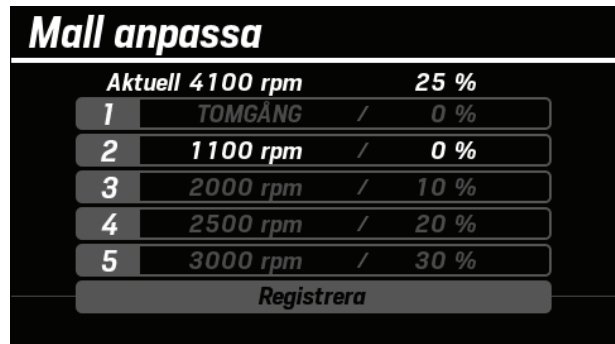 Mall anpassa
Aktuell 4100 rpm 25 %
1 TOMGÅNG / 0 %
2 1100 rpm / 0 %
3 2000 rpm / 10 %
4 2500 rpm / 20 %
5 3000 rpm / 30 %
Registrera